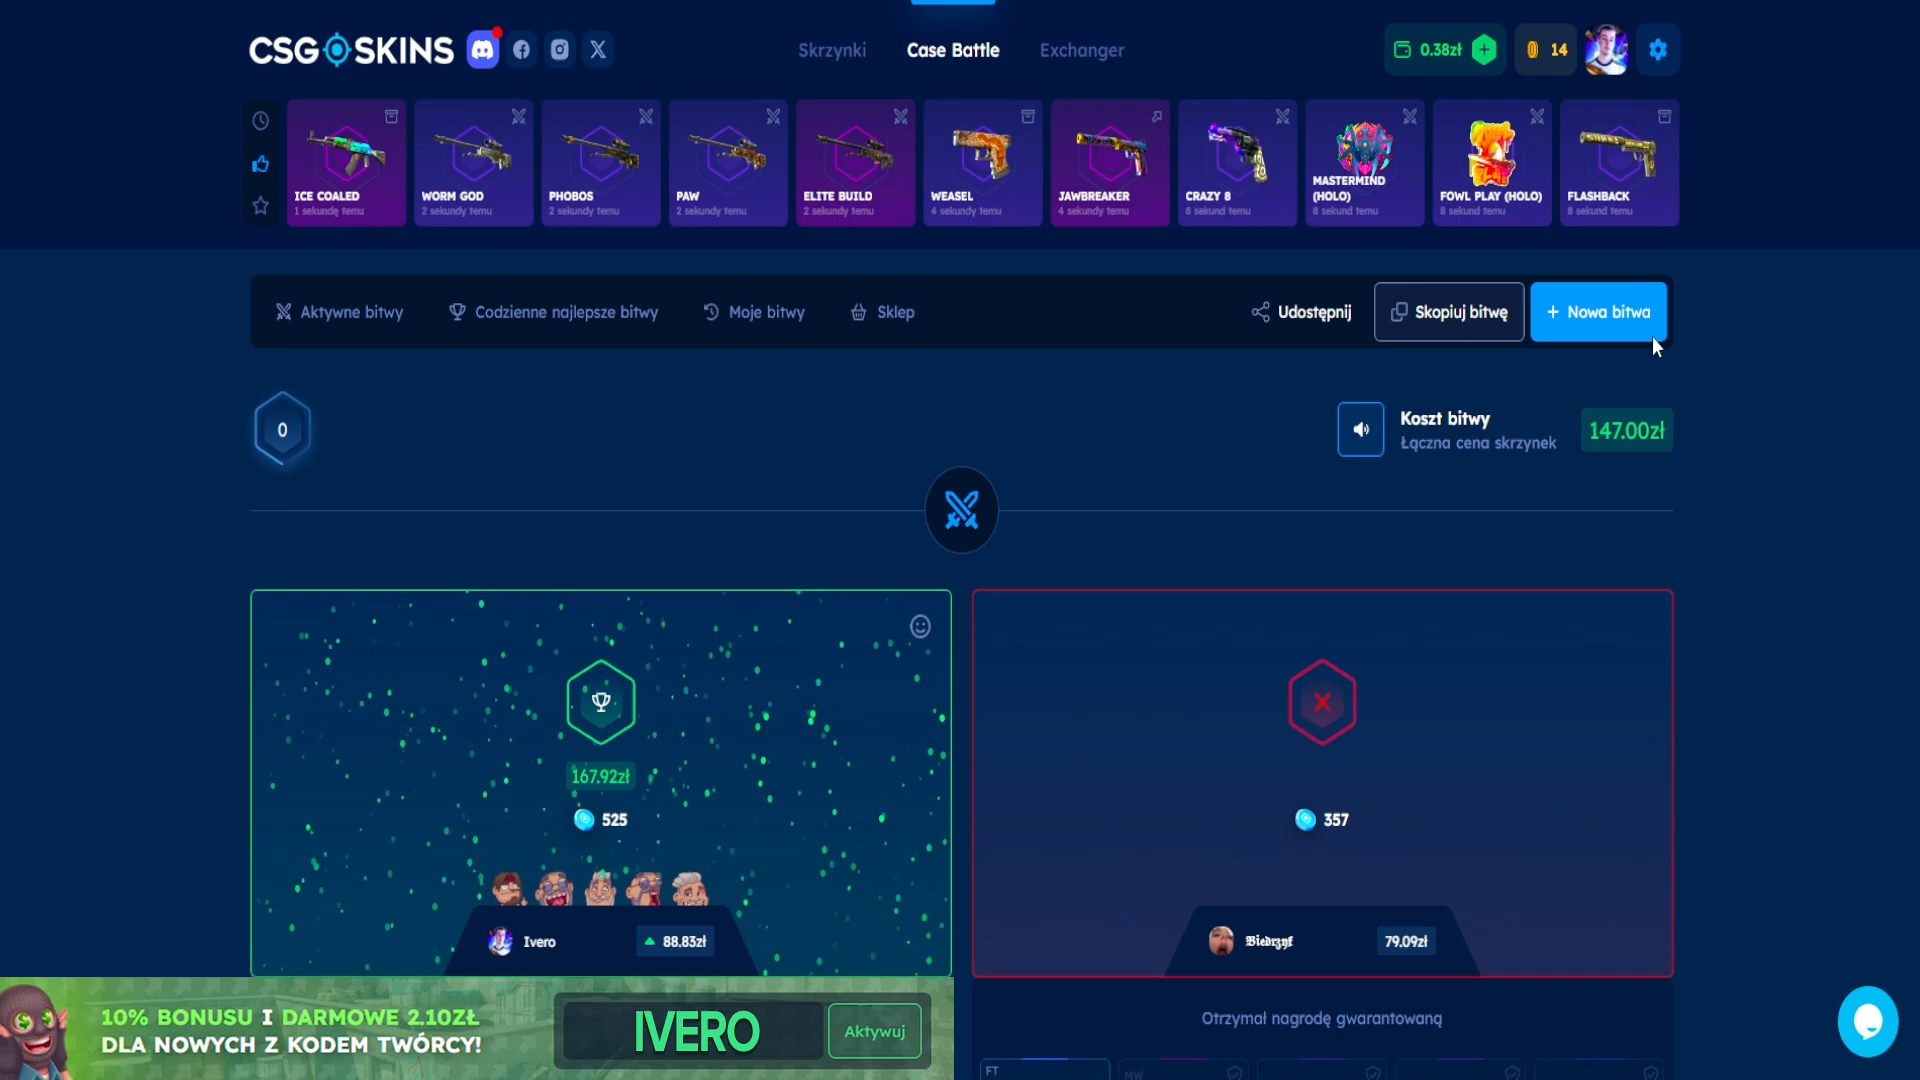 CSGOSKINS
Skrzynki
Case Battle
Exchanger
0.38zł
14
ICE COALED
1 sekundę temu
WORM GOD
2 sekundy temu
PHOBOS
2 sekundy temu
PAW
2 sekundy temu
ELITE BUILD
2 sekundy temu
WEASEL
4 sekundy temu
JAWBREAKER
4 sekundy temu
CRAZY 8
8 sekund temu
MASTERMIND
(HOLO)
8 sekund temu
FOWL PLAY (HOLO)
8 sekund temu
FLASHBACK
8 sekund temu
Aktywne bitwy
Codzienne najlepsze bitwy
Moje bitwy
Sklep
Udostępnij
Skopiuj bitwę
+ Nowa bitwa
0
Koszt bitwy
Łączna cena skrzynek
147.00zł
167.92zł
525
357
Ivero
88.83zł
Biedrzyk
79.09zł
10% BONUSU I DARMOWE 2,10ZŁ
DLA NOWYCH Z KODEM TWÓRCY!
IVERO
Aktywuj
Otrzymał nagrodę gwarantowaną
FT
MW